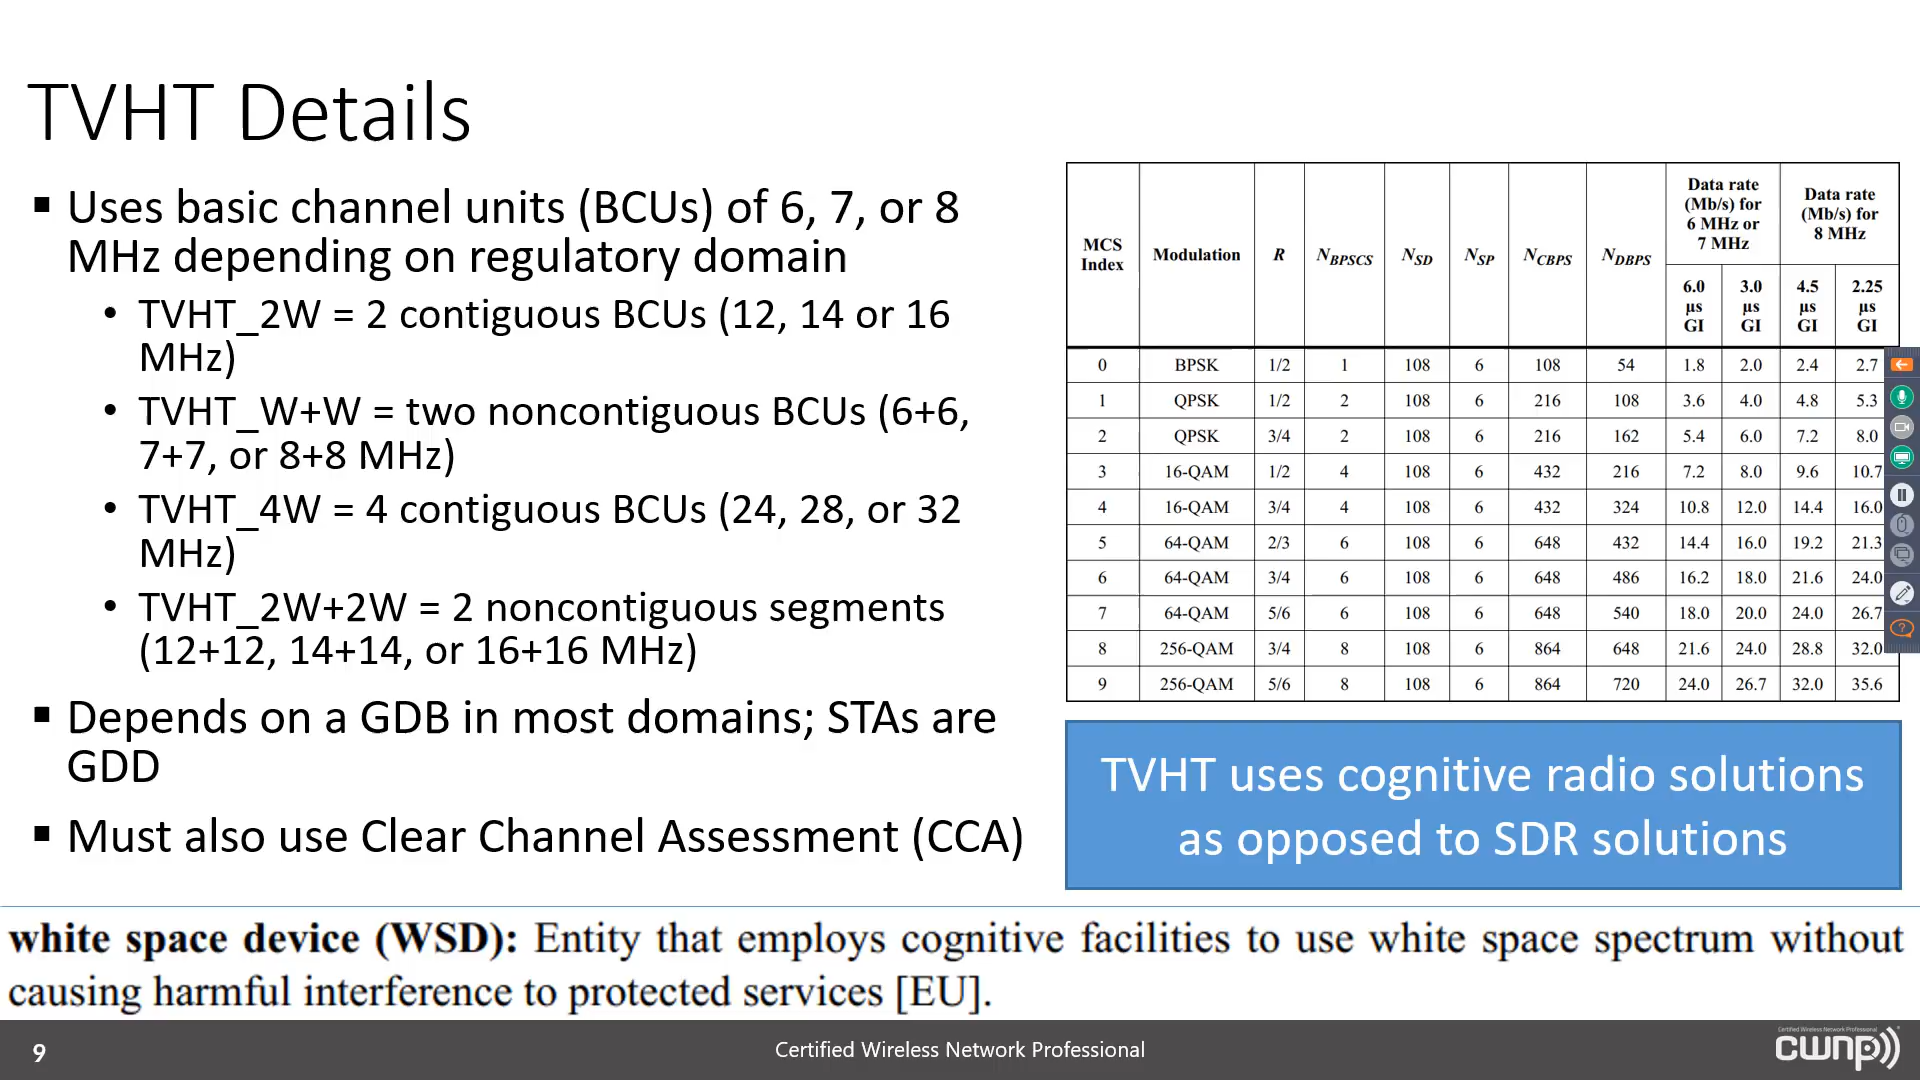 TVHT Details
▪ Uses basic channel units (BCUs) of 6, 7, or 8
MHz depending on regulatory domain
• TVHT_2W = 2 contiguous BCUs (12, 14 or 16
MHz)
• TVHT_W+W = two noncontiguous BCUs (6+6,
7+7, or 8+8 MHz)
• TVHT_4W = 4 contiguous BCUs (24, 28, or 32
MHz)
• TVHT_2W+2W = 2 noncontiguous segments
(12+12, 14+14, or 16+16 MHz)
▪ Depends on a GDB in most domains; STAs are
GDD
▪ Must also use Clear Channel Assessment (CCA)
MCS Index Modulation R NBPSCS NSD NSP NCBPS NDBPS Data rate (Mb/s) for 6 MHz or 7 MHz Data rate (Mb/s) for 8 MHz
6.0 µs GI 3.0 µs GI 4.5 µs GI 2.25 µs GI
0 BPSK 1/2 1 108 6 108 54 1.8 2.0 2.4 2.7
1 QPSK 1/2 2 108 6 216 108 3.6 4.0 4.8 5.3
2 QPSK 3/4 2 108 6 216 162 5.4 6.0 7.2 8.0
3 16-QAM 1/2 4 108 6 432 216 7.2 8.0 9.6 10.7
4 16-QAM 3/4 4 108 6 432 324 10.8 12.0 14.4 16.0
5 64-QAM 2/3 6 108 6 648 432 14.4 16.0 19.2 21.3
6 64-QAM 3/4 6 108 6 648 486 16.2 18.0 21.6 24.0
7 64-QAM 5/6 6 108 6 648 540 18.0 20.0 24.0 26.7
8 256-QAM 3/4 8 108 6 864 648 21.6 24.0 28.8 32.0
9 256-QAM 5/6 8 108 6 864 720 24.0 26.7 32.0 35.6
TVHT uses cognitive radio solutions
as opposed to SDR solutions
white space device (WSD): Entity that employs cognitive facilities to use white space spectrum without
causing harmful interference to protected services [EU].
9
Certified Wireless Network Professional
Certified Wireless Network Professional
cwnp